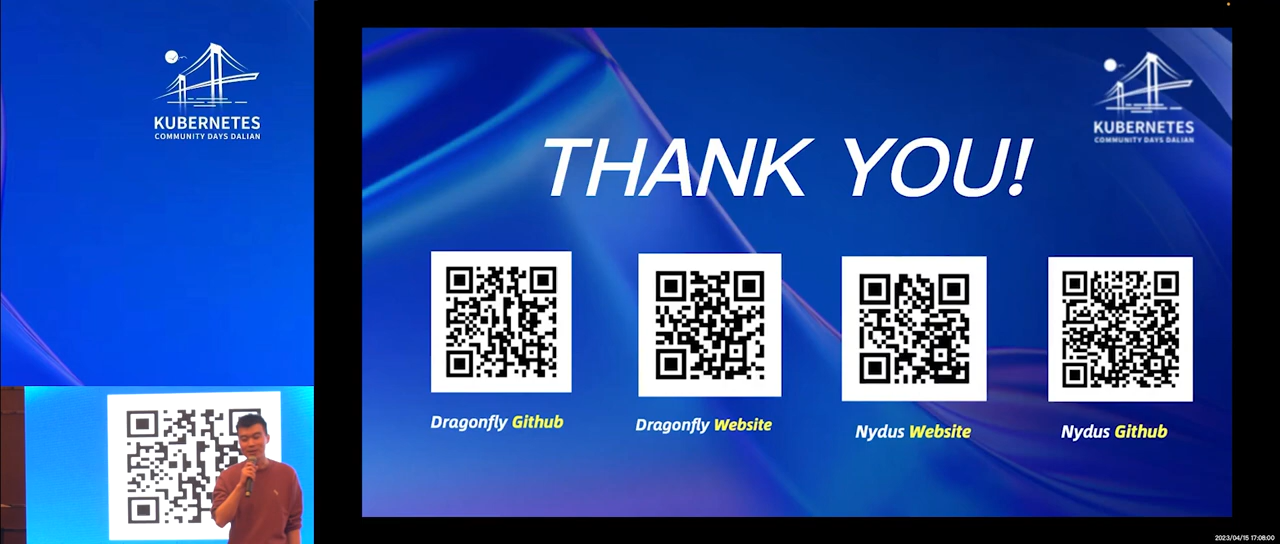 KUBERNETES
COMMUNITY DAYS DALIAN
KUBERNETES
COMMUNITY DAYS DALIAN
THANK YOU!
Dragonfly Github
Dragonfly Website
Nydus Website
Nydus Github
2023/04/15 17:08:00